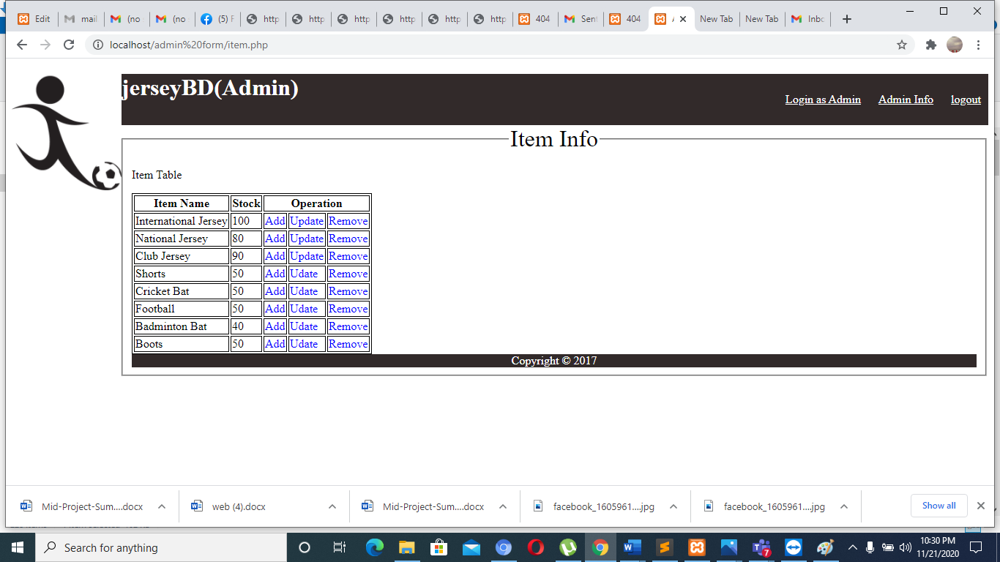 Edit mail (no (no (5) F http http http http http http 404 Sent 404 New Tab New Tab Inbc
localhost/admin%20form/item.php
jerseyBD(Admin)
Login as Admin Admin Info logout
Item Info
Item Table
Item Name Stock Operation
International Jersey 100 Add Update Remove
National Jersey 80 Add Update Remove
Club Jersey 90 Add Update Remove
Shorts 50 Add Udate Remove
Cricket Bat 50 Add Udate Remove
Football 50 Add Udate Remove
Badminton Bat 40 Add Udate Remove
Boots 50 Add Udate Remove
Copyright © 2017
Mid-Project-Sum....docx web (4).docx Mid-Project-Sum....docx facebook_1605961....jpg facebook_1605961....jpg Show all
Search for anything 7 10:30 PM
11/21/2020